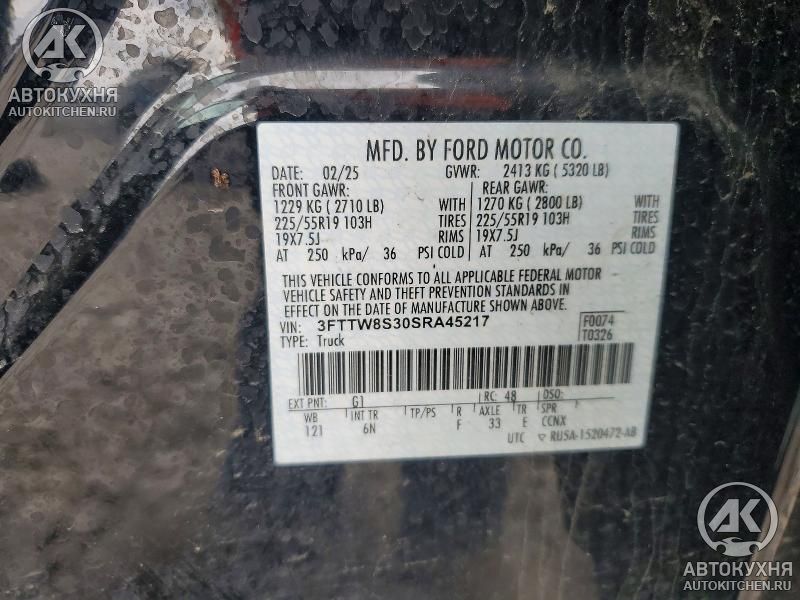 АК
АВТОКУХНЯ
AUTOKITCHEN.RU
MFD. BY FORD MOTOR CO.
DATE: 02/25 GVWR: 2413 KG ( 5320 LB)
FRONT GAWR: REAR GAWR:
1229 KG ( 2710 LB) WITH 1270 KG ( 2800 LB) WITH
225/55R19 103H TIRES 225/55R19 103H TIRES
19X7.5J RIMS 19X7.5J RIMS
AT 250 kPa/ 36 PSI COLD AT 250 kPa/ 36 PSI COLD
THIS VEHICLE CONFORMS TO ALL APPLICABLE FEDERAL MOTOR
VEHICLE SAFETY AND THEFT PREVENTION STANDARDS IN
EFFECT ON THE DATE OF MANUFACTURE SHOWN ABOVE.
VIN: 3FTTW8S30SRA45217 F0074
TYPE: Truck T0326
EXT PNT: G1 RC: 48 DSO:
WB INT TR TP/PS R AXLE TR SPR
121 6N F 33 E CCNX
UTC ▽ RU5A-1520472-AB
АК
АВТОКУХНЯ
AUTOKITCHEN.RU